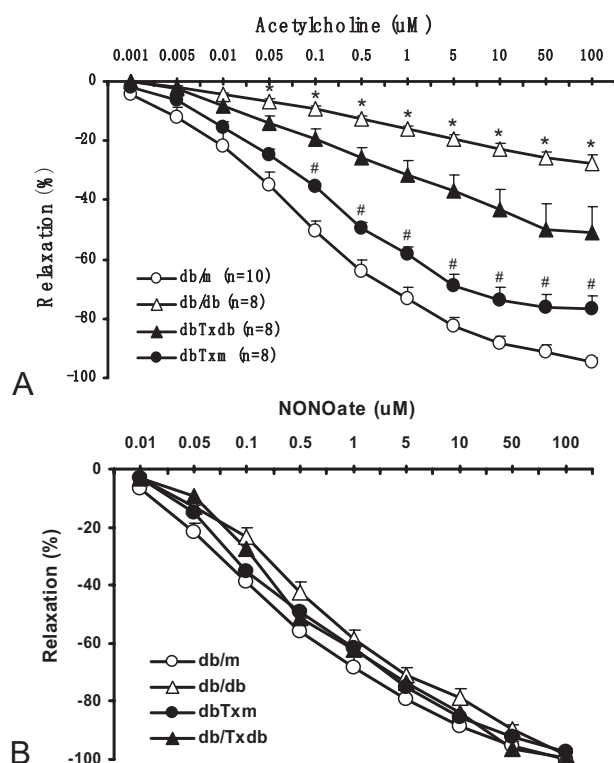 Acetylcholine (uM)
0.001 0.005 0.01 0.05 0.1 0.5 1 5 10 50 100
0
* * * * * * * *
-20
# # # # # # #
-40
-60
-80
-100
Relaxation (%)
db/m (n=10)
db/db (n=8)
dbTxdb (n=8)
dbTxm (n=8)
A
NONOate (uM)
0.01 0.05 0.1 0.5 1 5 10 50 100
0
-20
-40
-60
-80
-100
Relaxation (%)
db/m
db/db
dbTxm
db/Txdb
B